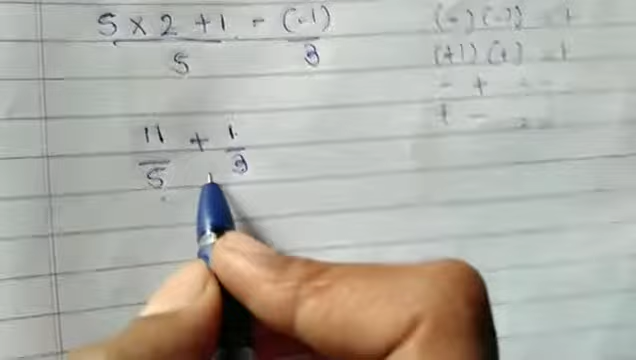 5 × 2 + 1 - (-1)
5 3
(-) (-) = +
(+) (+) = +
- + = -
+ - =
11 + 1
5 3